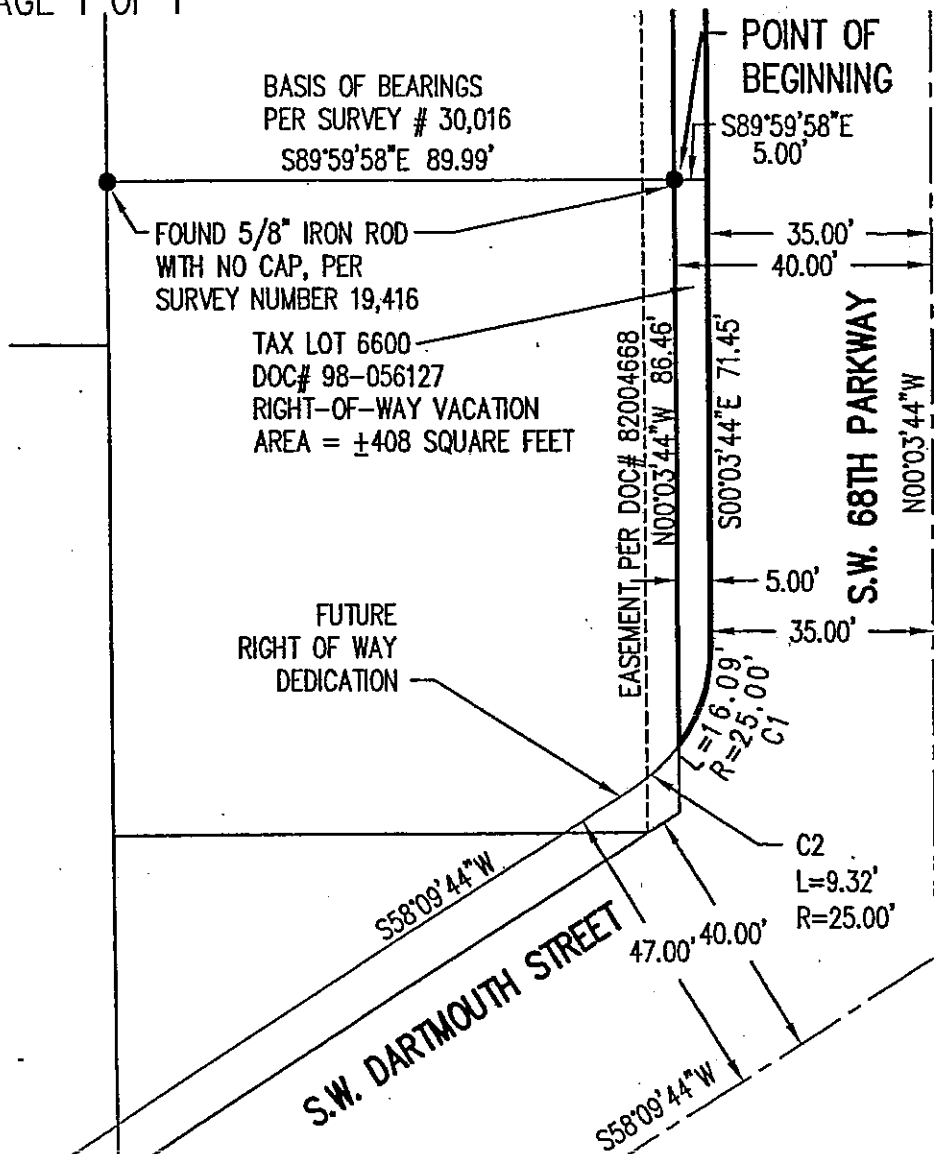 PAGE 1 OF 1
BASIS OF BEARINGS
PER SURVEY # 30,016
S89°59'58"E 89.99'
POINT OF
BEGINNING
S89°59'58"E
5.00'
FOUND 5/8" IRON ROD
WITH NO CAP, PER
SURVEY NUMBER 19,416
35.00'
40.00'
TAX LOT 6600
DOC# 98-056127
RIGHT-OF-WAY VACATION
AREA = ±408 SQUARE FEET
EASEMENT PER DOC# 82004668
N00°03'44"W 86.46'
S00°03'44"E 71.45'
S.W. 68TH PARKWAY
N00°03'44"W
5.00'
35.00'
FUTURE
RIGHT OF WAY
DEDICATION
L=16.09'
R=25.00'
C1
C2
L=9.32'
R=25.00'
S58°09'44"W
47.00'
40.00'
S.W. DARTMOUTH STREET
S58°09'44"W